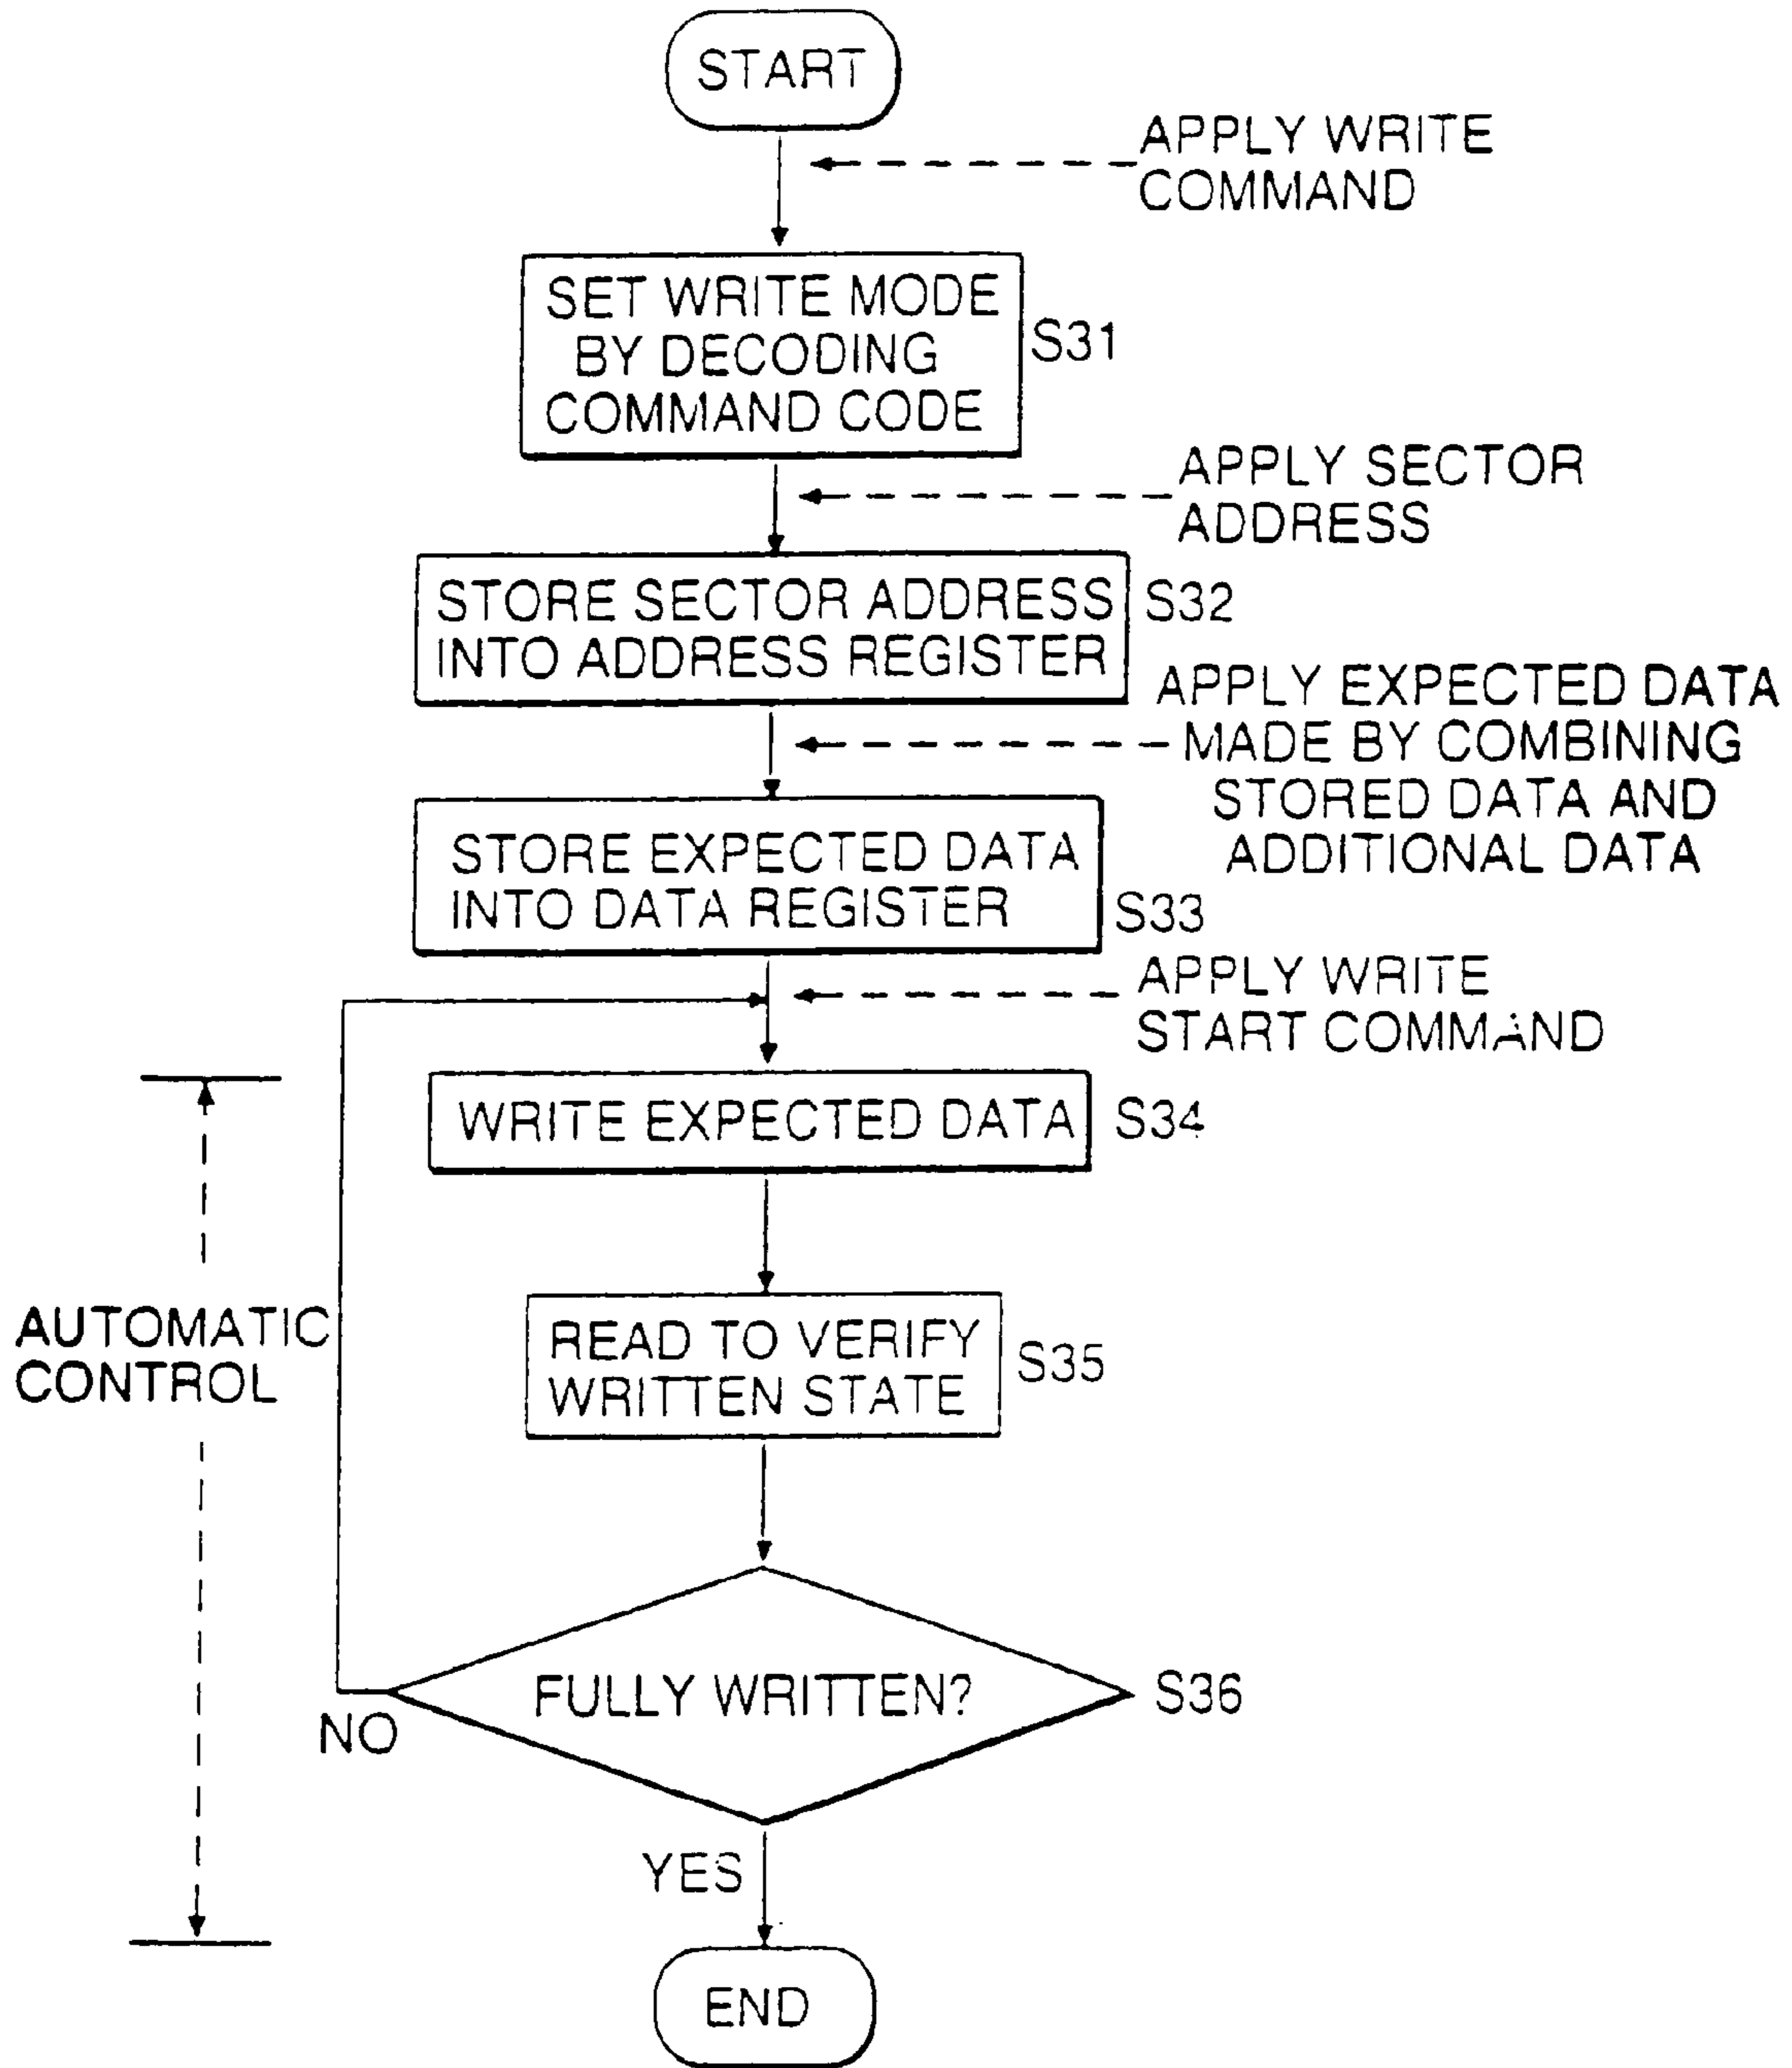 START
APPLY WRITE
COMMAND
SET WRITE MODE
BY DECODING
COMMAND CODE
S31
APPLY SECTOR
ADDRESS
STORE SECTOR ADDRESS
INTO ADDRESS REGISTER
S32
APPLY EXPECTED DATA
MADE BY COMBINING
STORED DATA AND
ADDITIONAL DATA
STORE EXPECTED DATA
INTO DATA REGISTER
S33
APPLY WRITE
START COMMAND
WRITE EXPECTED DATA
S34
AUTOMATIC
CONTROL
READ TO VERIFY
WRITTEN STATE
S35
FULLY WRITTEN?
S36
NO
YES
END